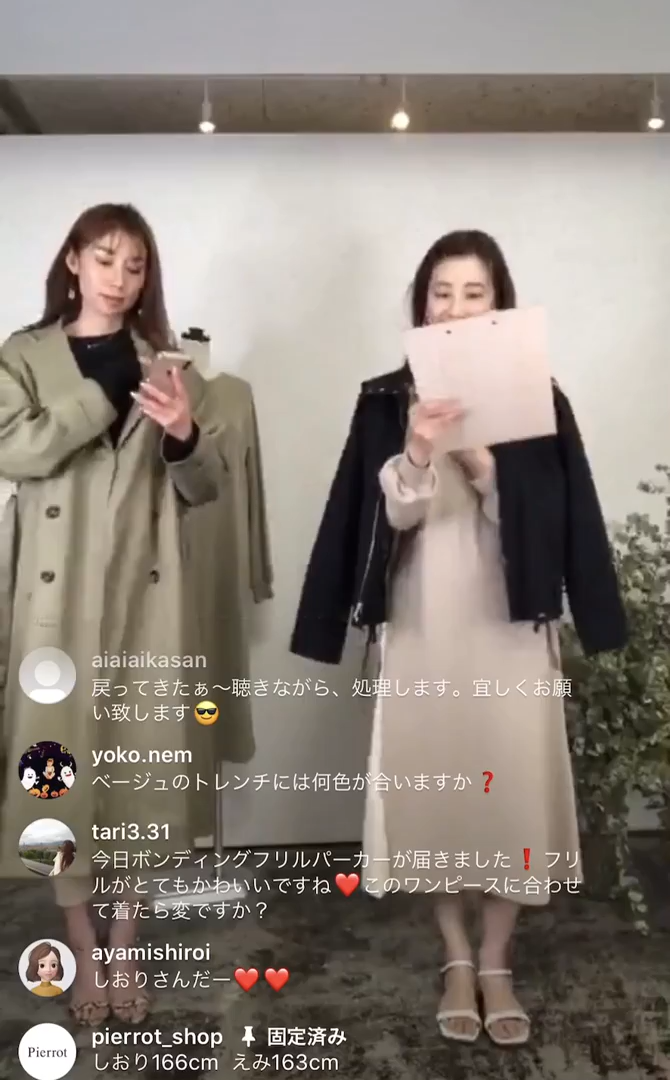 aiaiaikasan
戻ってきたぁ〜聴きながら、処理します。宜しくお願
い致します😎
yoko.nem
ベージュのトレンチには何色が合いますか❓
tari3.31
今日ボンディングフリルパーカーが届きました❗フリ
ルがとてもかわいいですね❤️このワンピースに合わせ
て着たら変ですか？
ayamishiroi
しおりさんだー❤️❤️
pierrot_shop 固定済み
Pierrot
しおり166cm えみ163cm